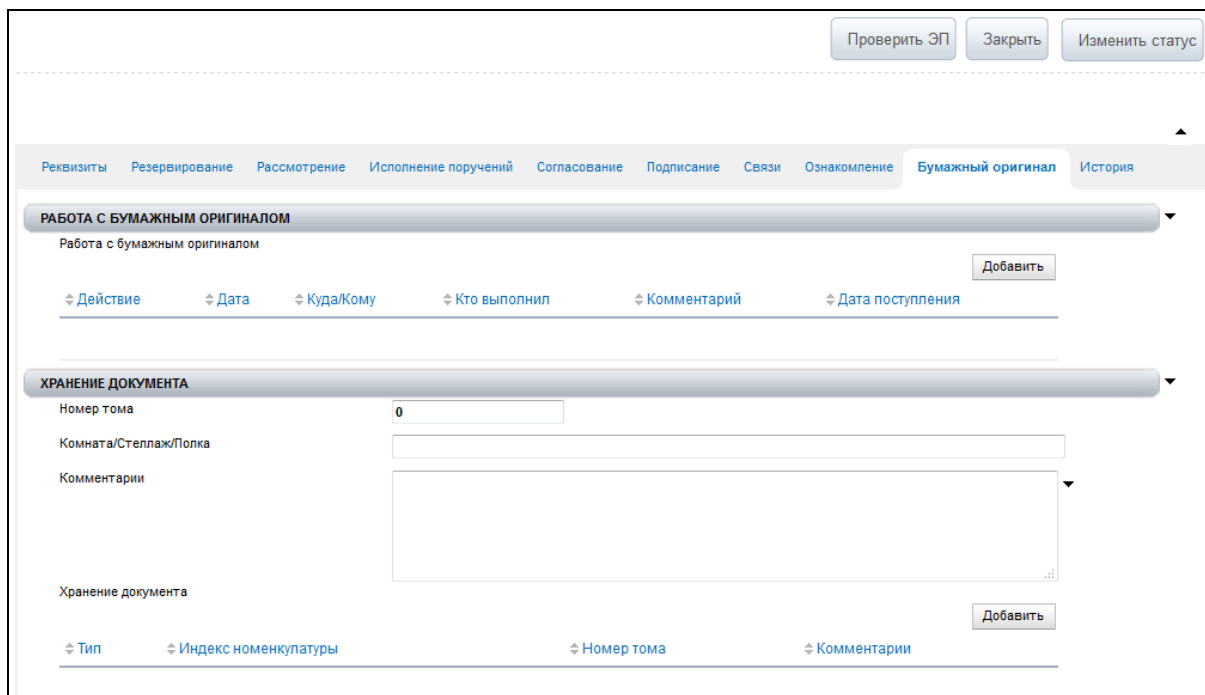 Проверить ЭП Закрыть Изменить статус
Реквизиты Резервирование Рассмотрение Исполнение поручений Согласование Подписание Связи Ознакомление Бумажный оригинал История
РАБОТА С БУМАЖНЫМ ОРИГИНАЛОМ
Работа с бумажным оригиналом
Добавить
Действие Дата Куда/Кому Кто выполнил Комментарий Дата поступления
ХРАНЕНИЕ ДОКУМЕНТА
Номер тома 0
Комната/Стеллаж/Полка
Комментарии
Хранение документа
Добавить
Тип Индекс номенкулатуры Номер тома Комментарии